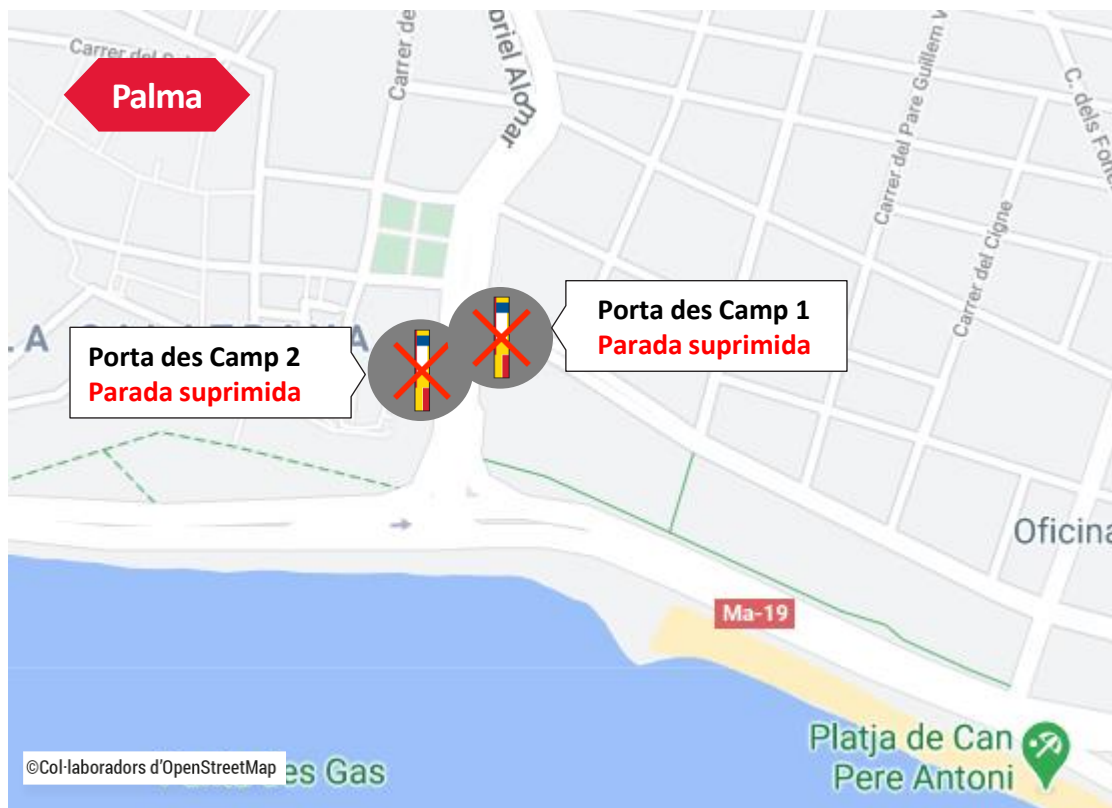 Palma
Carrer del
Carrer de
briel Alomar
Carrer del Pare Guillem V
C. dels Fone
Carrer del Cigne
Porta des Camp 1
Parada suprimida
Porta des Camp 2
Parada suprimida
LA
A
Oficina
Ma-19
Platja de Can
Pere Antoni
es Gas
©Col·laboradors d'OpenStreetMap